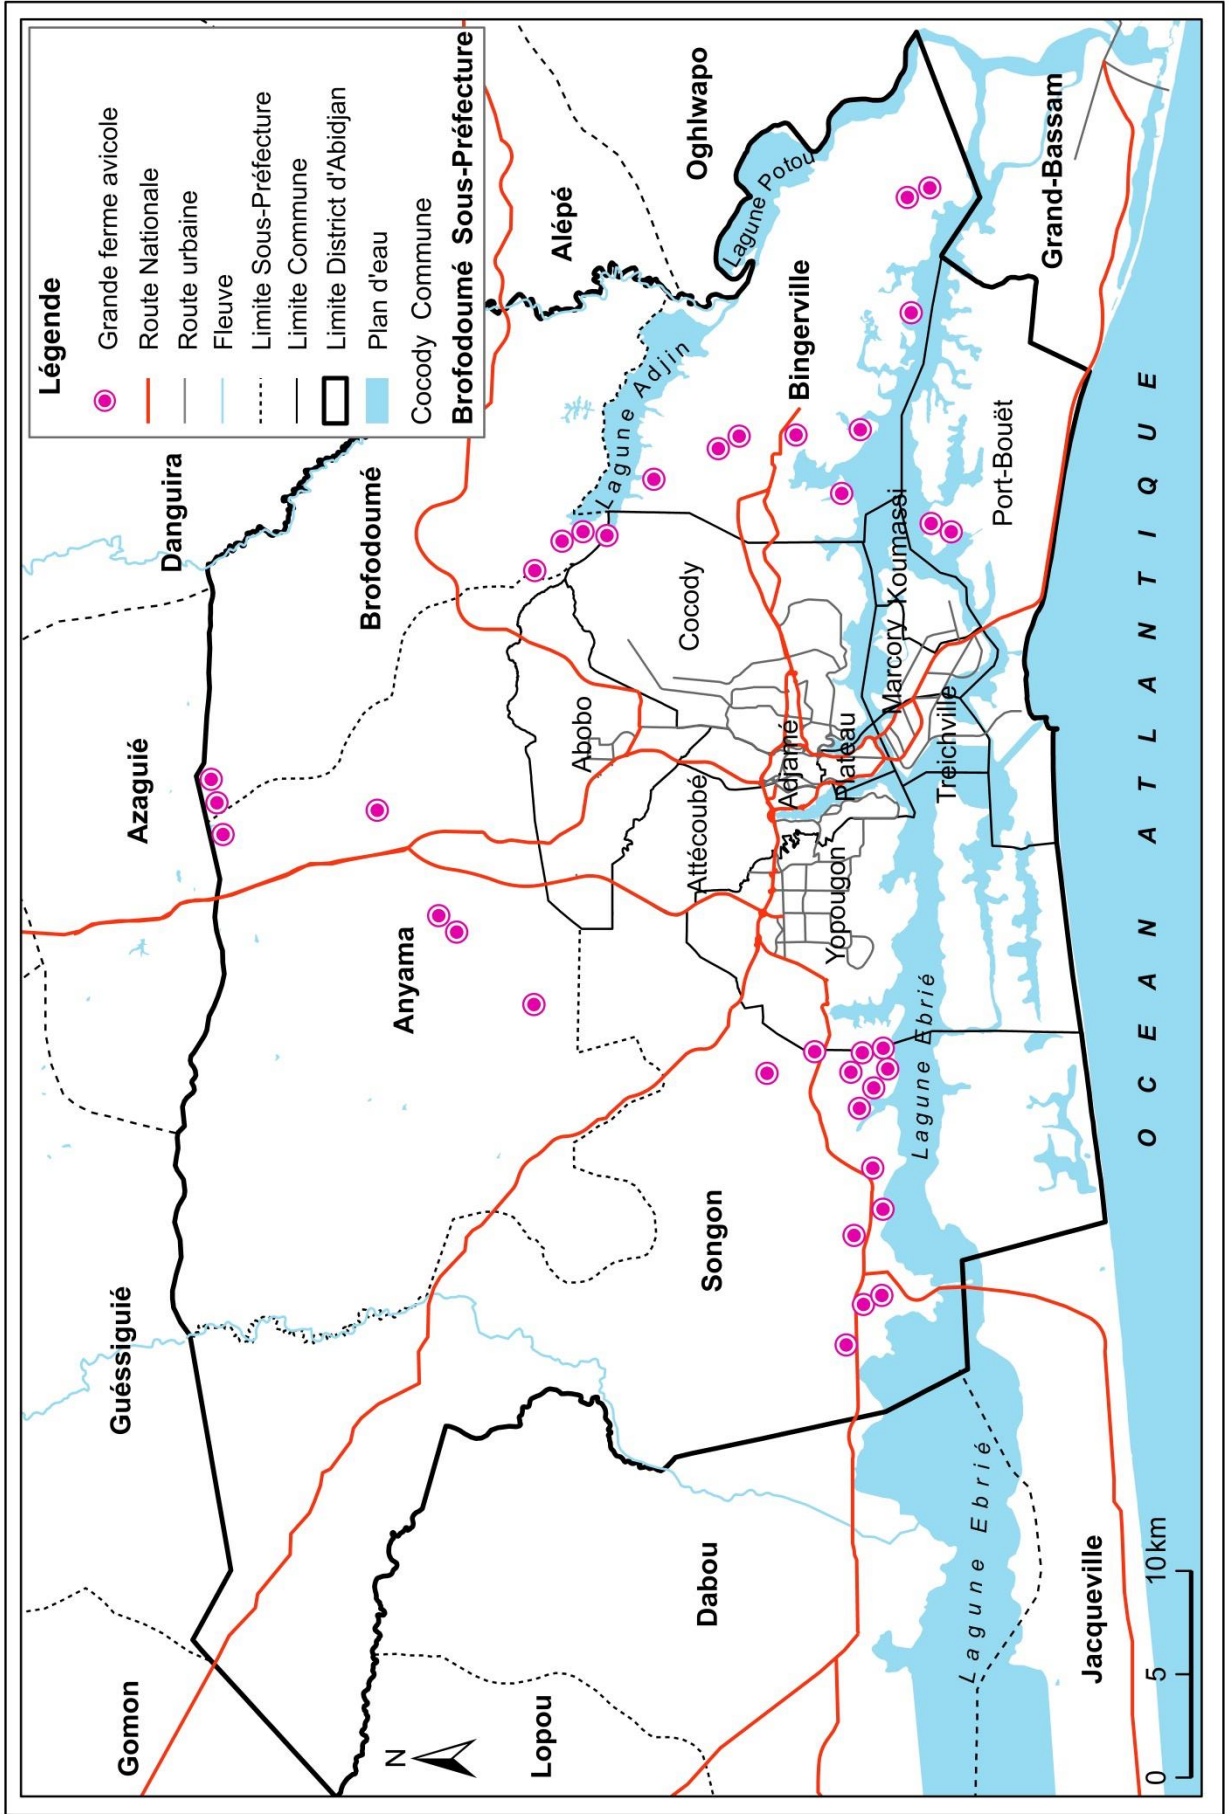 Légende
Grande ferme avicole
Route Nationale
Route urbaine
Fleuve
Limite Sous-Préfecture
Limite Commune
Limite District d'Abidjan
Plan d'eau
Cocody Commune
Brofodoumé Sous-Préfecture
Gomon
Guéssiguié
Azaguié
Danguira
Brofodoumé
Anyama
Alépé
Oghlwapo
N
Lopou
Abobo
Lagune Adjin
Lagune Potou
Cocody
Attécoubé
Songon
Dabou
Adjamé
Bingerville
Yopougon
Plateau
Marcory
Koumassi
Lagune Ebrié
Treichville
Port-Bouët
Grand-Bassam
Lagune Ebrié
Jacqueville
OCEAN ATLANTIQUE
0 5 10km